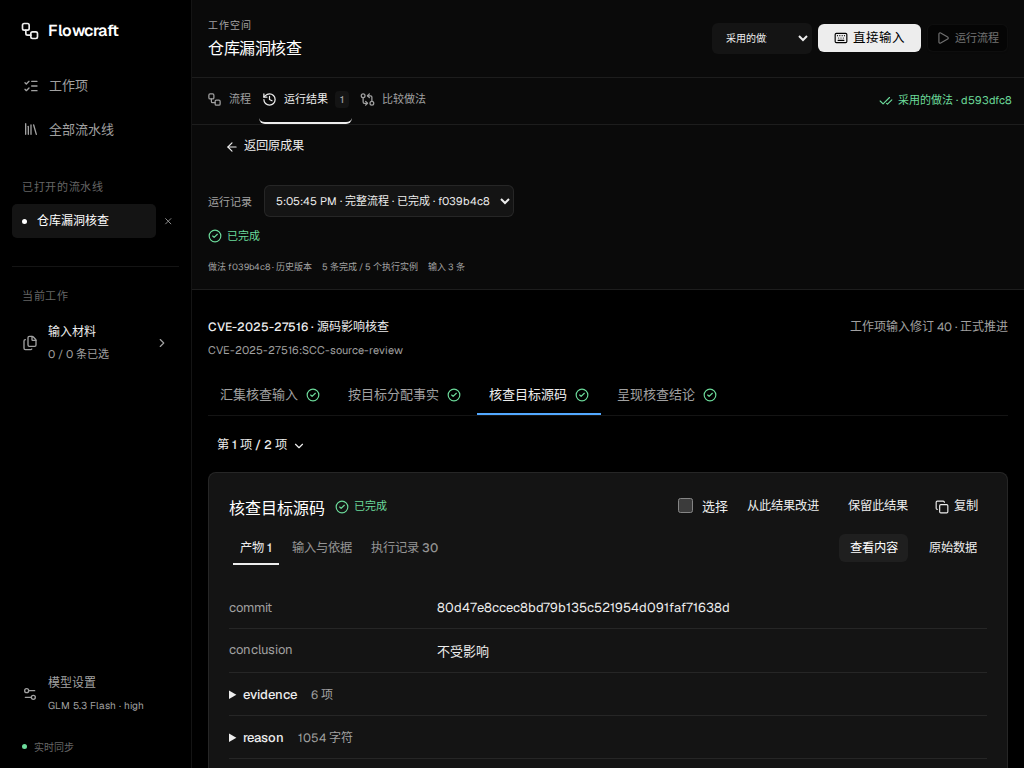 Flowcraft
工作项
全部流水线
已打开的流水线
仓库漏洞核查
当前工作
输入材料
0 / 0 条已选
模型设置
GLM 5.3 Flash · high
实时同步
工作空间
仓库漏洞核查
采用的做
直接输入
运行流程
流程
运行结果 1
比较做法
采用的做法 · d593dfc8
返回原成果
运行记录
5:05:45 PM · 完整流程 · 已完成 · f039b4c8
已完成
做法 f039b4c8 · 历史版本 5 条完成 / 5 个执行实例 输入 3 条
CVE-2025-27516 · 源码影响核查
工作项输入修订 40 · 正式推进
CVE-2025-27516:SCC-source-review
汇集核查输入
按目标分配事实
核查目标源码
呈现核查结论
第 1 项 / 2 项
核查目标源码
已完成
选择
从此结果改进
保留此结果
复制
产物 1
输入与依据
执行记录 30
查看内容
原始数据
commit
80d47e8ccec8bd79b135c521954d091faf71638d
conclusion
不受影响
evidence 6 项
reason 1054 字符